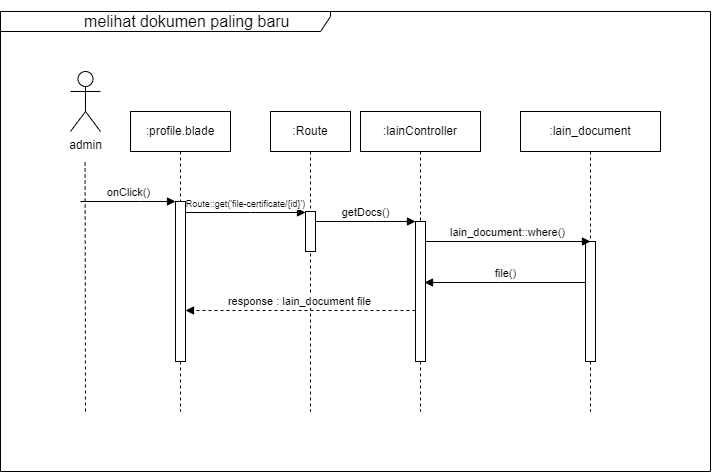 melihat dokumen paling baru
admin
:profile.blade
:Route
:lainController
:lain_document
onClick()
Route::get('file-certificate/{id}')
getDocs()
lain_document::where()
file()
response : lain_document file